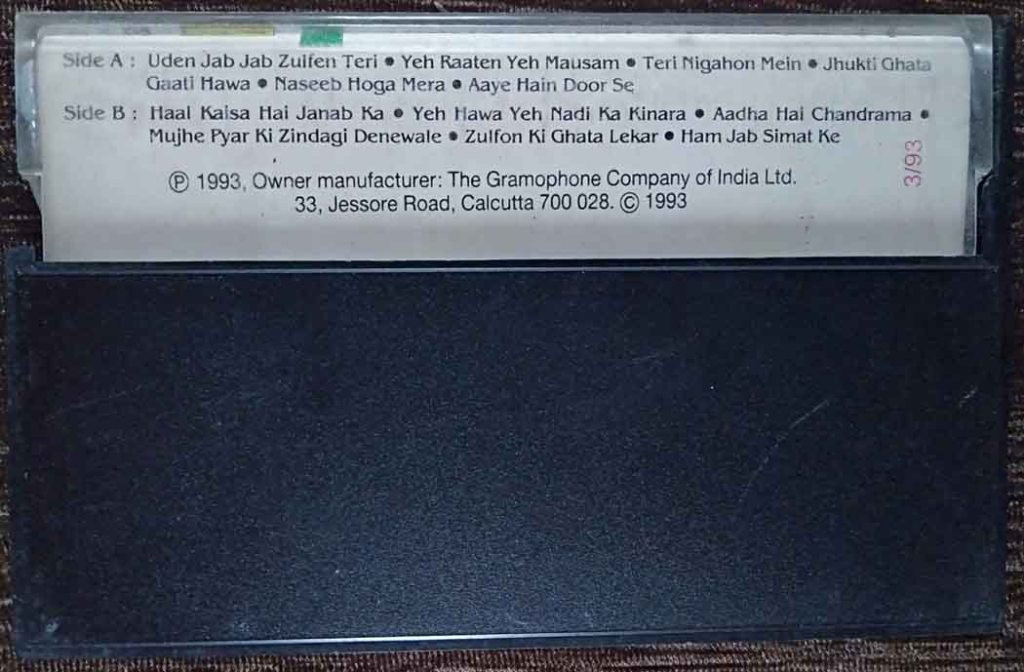 Side A : Uden Jab Jab Zulfen Teri • Yeh Raaten Yeh Mausam • Teri Nigahon Mein • Jhukti Ghata
Gaati Hawa • Naseeb Hoga Mera • Aaye Hain Door Se
Side B : Haal Kaisa Hai Janab Ka • Yeh Hawa Yeh Nadi Ka Kinara • Aadha Hai Chandrama •
Mujhe Pyar Ki Zindagi Denewale • Zulfon Ki Ghata Lekar • Ham Jab Simat Ke
℗ 1993, Owner manufacturer: The Gramophone Company of India Ltd.
33, Jessore Road, Calcutta 700 028. © 1993
3/93